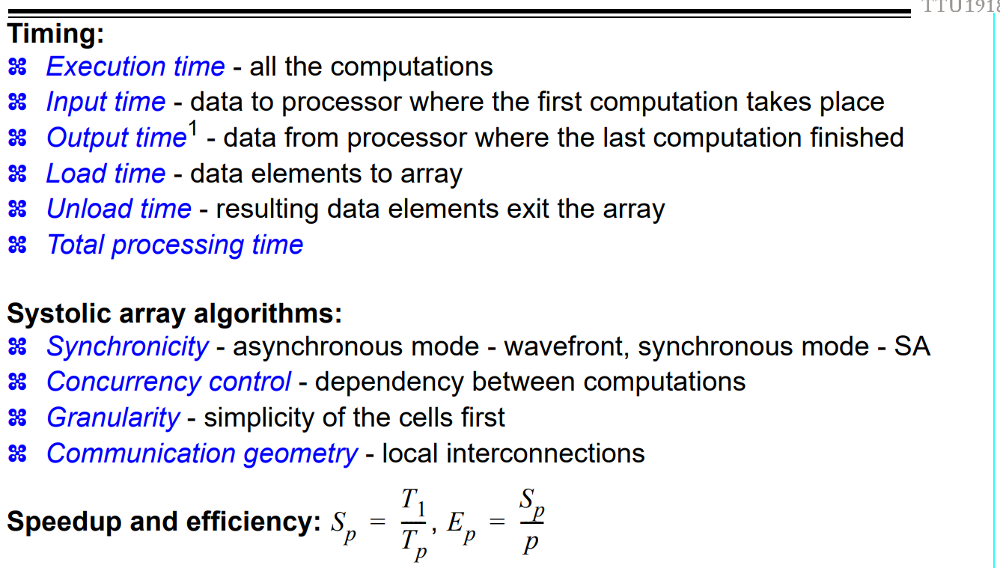 TTU1918
Timing:
⌘ Execution time - all the computations
⌘ Input time - data to processor where the first computation takes place
⌘ Output time¹ - data from processor where the last computation finished
⌘ Load time - data elements to array
⌘ Unload time - resulting data elements exit the array
⌘ Total processing time
Systolic array algorithms:
⌘ Synchronicity - asynchronous mode - wavefront, synchronous mode - SA
⌘ Concurrency control - dependency between computations
⌘ Granularity - simplicity of the cells first
⌘ Communication geometry - local interconnections
Speedup and efficiency: S_p = T_1 / T_p, E_p = S_p / p